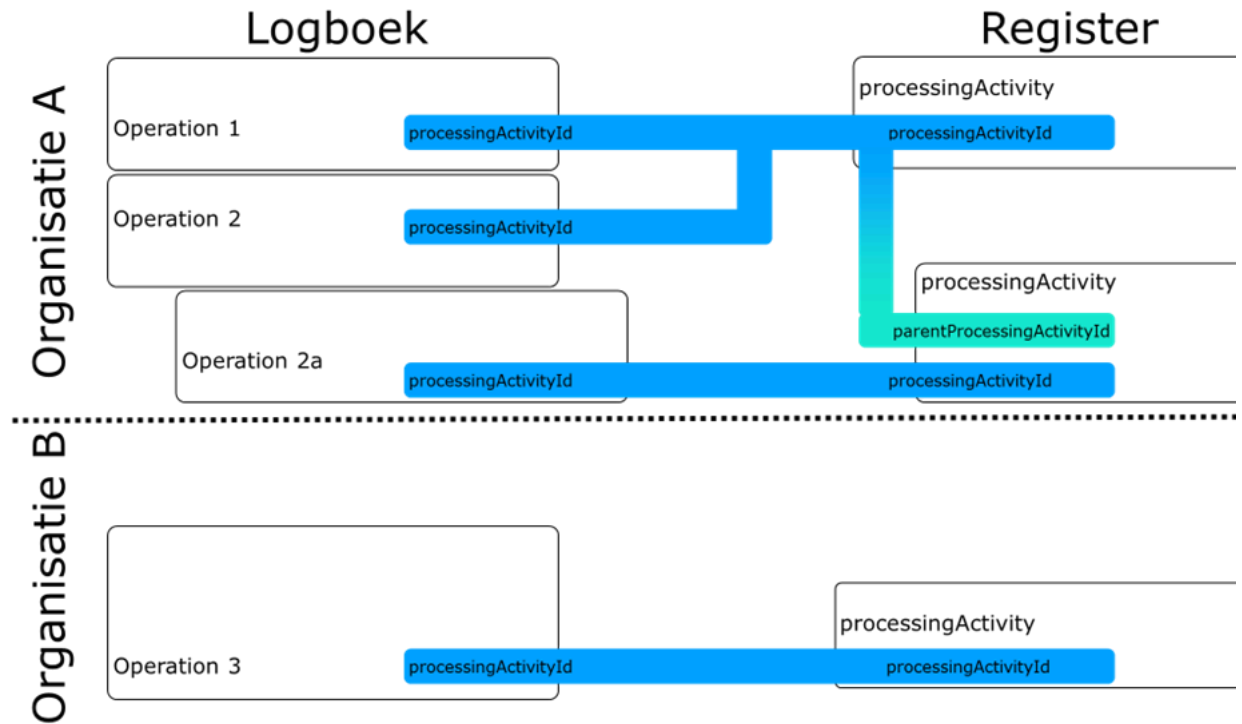 Logboek
Register
Organisatie A
processingActivity
Operation 1
processingActivityId
processingActivityId
Operation 2
processingActivityId
processingActivity
parentProcessingActivityId
Operation 2a
processingActivityId
processingActivityId
Organisatie B
processingActivity
Operation 3
processingActivityId
processingActivityId